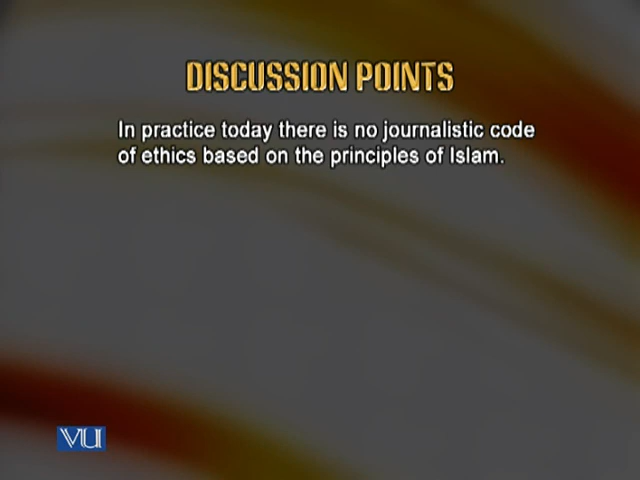 DISCUSSION POINTS
In practice today there is no journalistic code
of ethics based on the principles of Islam.
VU